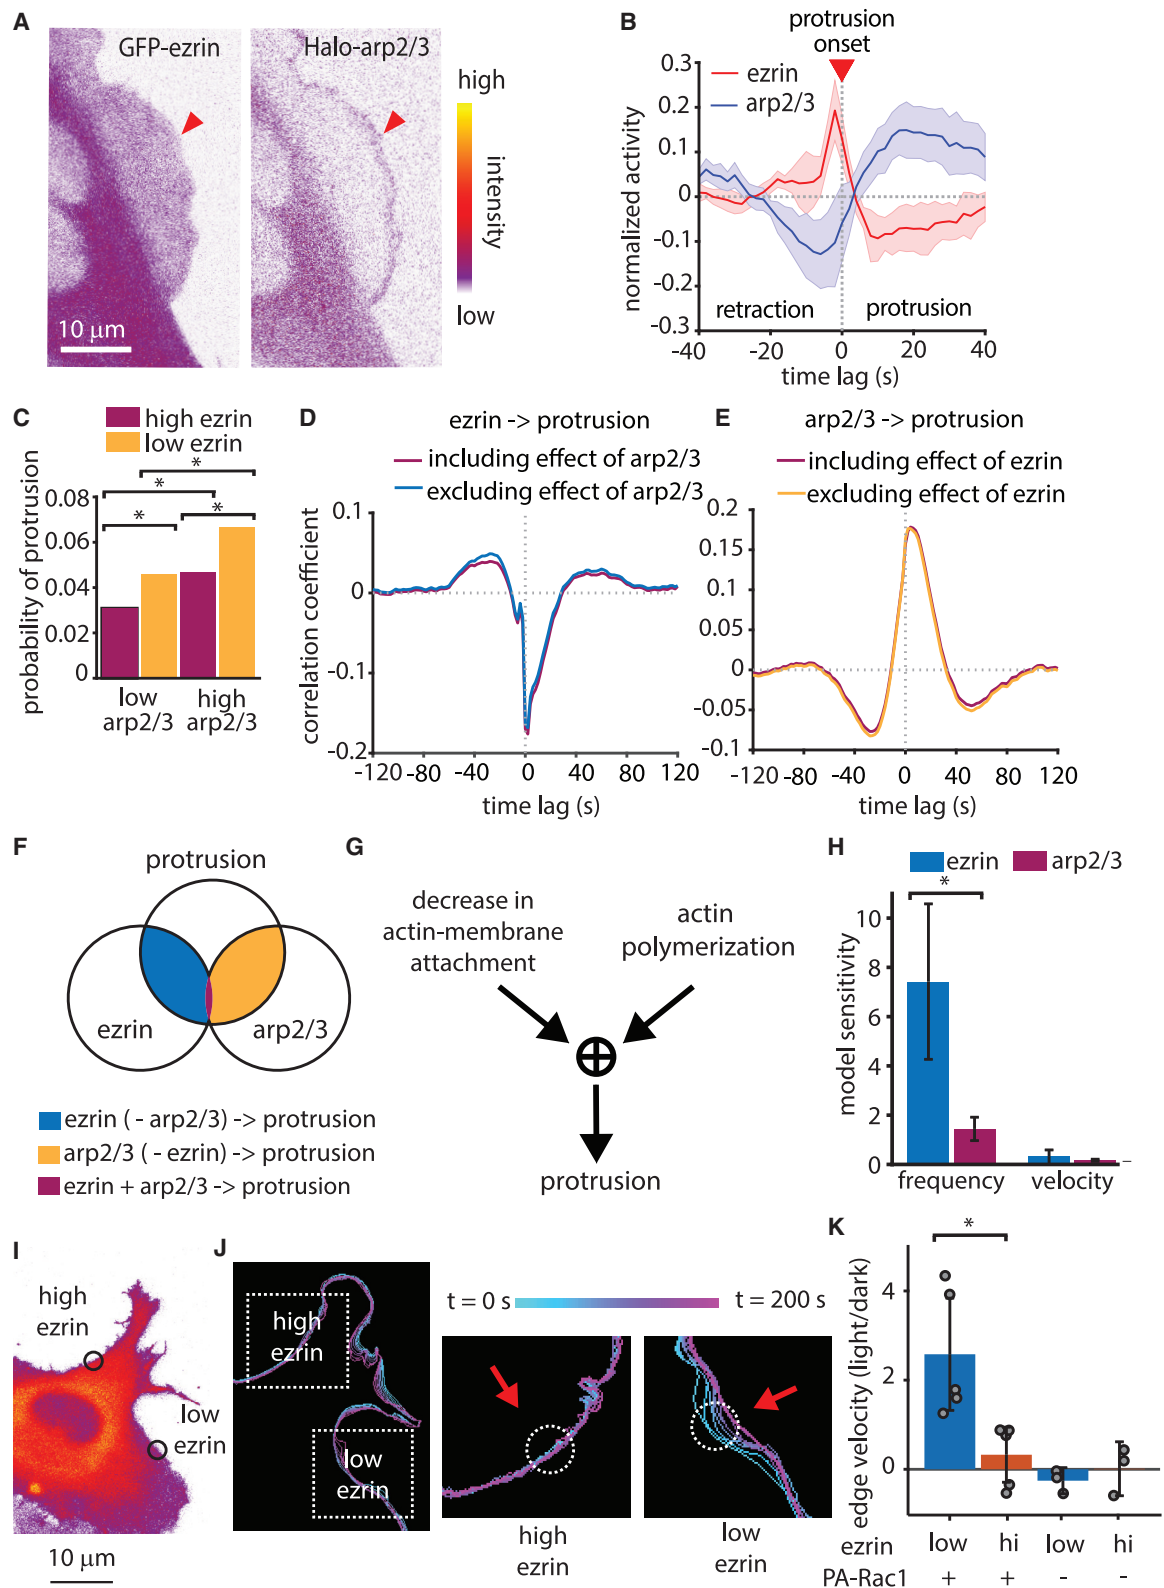 A
GFP-ezrin
Halo-arp2/3
high
intensity
low
10 μm
B
protrusion
onset
ezrin
arp2/3
normalized activity
0.3
0.2
0.1
0
-0.1
-0.2
-0.3
retraction
protrusion
-40
-20
0
20
40
time lag (s)
C
high ezrin
low ezrin
*
*
*
*
probability of protrusion
0.08
0.06
0.04
0.02
0
low
arp2/3
high
arp2/3
D
ezrin -> protrusion
including effect of arp2/3
excluding effect of arp2/3
correlation coefficient
0.1
0
-0.1
-0.2
-120
-80
-40
0
40
80
120
time lag (s)
E
arp2/3 -> protrusion
including effect of ezrin
excluding effect of ezrin
0.15
0.1
0.05
0
-0.05
-0.1
-120
-80
-40
0
40
80
120
time lag (s)
F
protrusion
ezrin
arp2/3
ezrin (- arp2/3) -> protrusion
arp2/3 (- ezrin) -> protrusion
ezrin + arp2/3 -> protrusion
G
decrease in
actin-membrane
attachment
actin
polymerization
protrusion
H
ezrin
arp2/3
*
model sensitivity
10
8
6
4
2
0
frequency
velocity
I
high
ezrin
low
ezrin
10 μm
J
high
ezrin
low
ezrin
t = 0 s
t = 200 s
high
ezrin
low
ezrin
K
*
edge velocity (light/dark)
4
2
0
ezrin
low
hi
low
hi
PA-Rac1
+
+
-
-